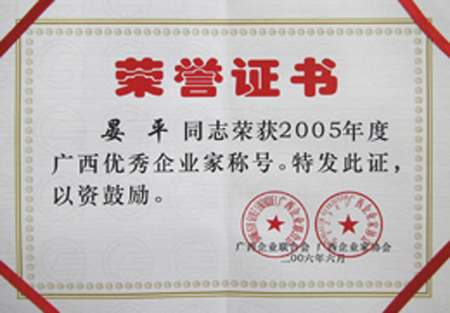 荣誉证书
晏平同志荣获2005年度
广西优秀企业家称号。特发此证，
以资鼓励。
广西企业联合会 广西企业家协会
二00六年六月